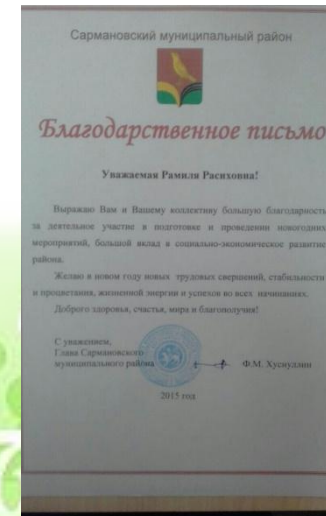 Сармановский муниципальный район
Благодарственное письмо
Уважаемая Рамиля Расиховна!
Выражаю Вам и Вашему коллективу большую благодарность
за деятельное участие в подготовке и проведении новогодних
мероприятий, большой вклад в социально-экономическое развитие
района.
Желаю в новом году новых трудовых свершений, стабильности
и процветания, жизненной энергии и успехов во всех начинаниях.
Доброго здоровья, счастья, мира и благополучия!
С уважением,
Глава Сармановского
муниципального района
Ф.М. Хуснуллин
2015 год